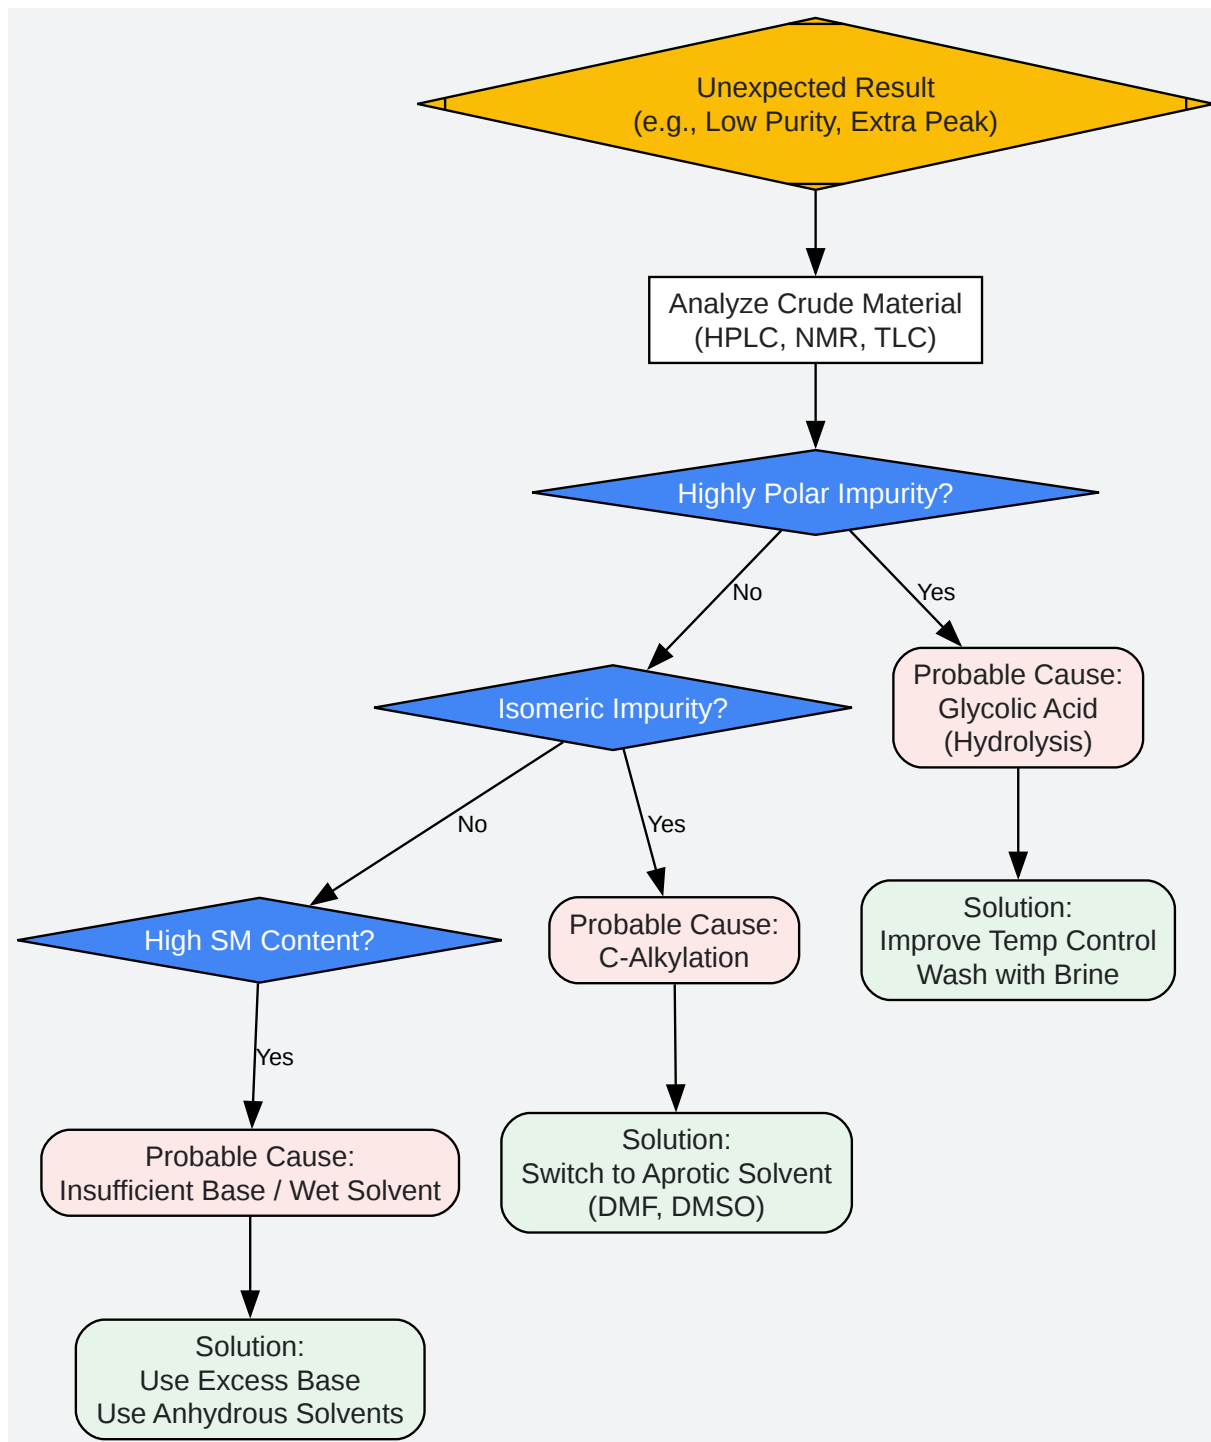 Unexpected Result
(e.g., Low Purity, Extra Peak)
Analyze Crude Material
(HPLC, NMR, TLC)
Highly Polar Impurity?
No
Yes
Isomeric Impurity?
Probable Cause:
Glycolic Acid
(Hydrolysis)
No
Yes
High SM Content?
Probable Cause:
C-Alkylation
Solution:
Improve Temp Control
Wash with Brine
Yes
Probable Cause:
Insufficient Base / Wet Solvent
Solution:
Switch to Aprotic Solvent
(DMF, DMSO)
Solution:
Use Excess Base
Use Anhydrous Solvents